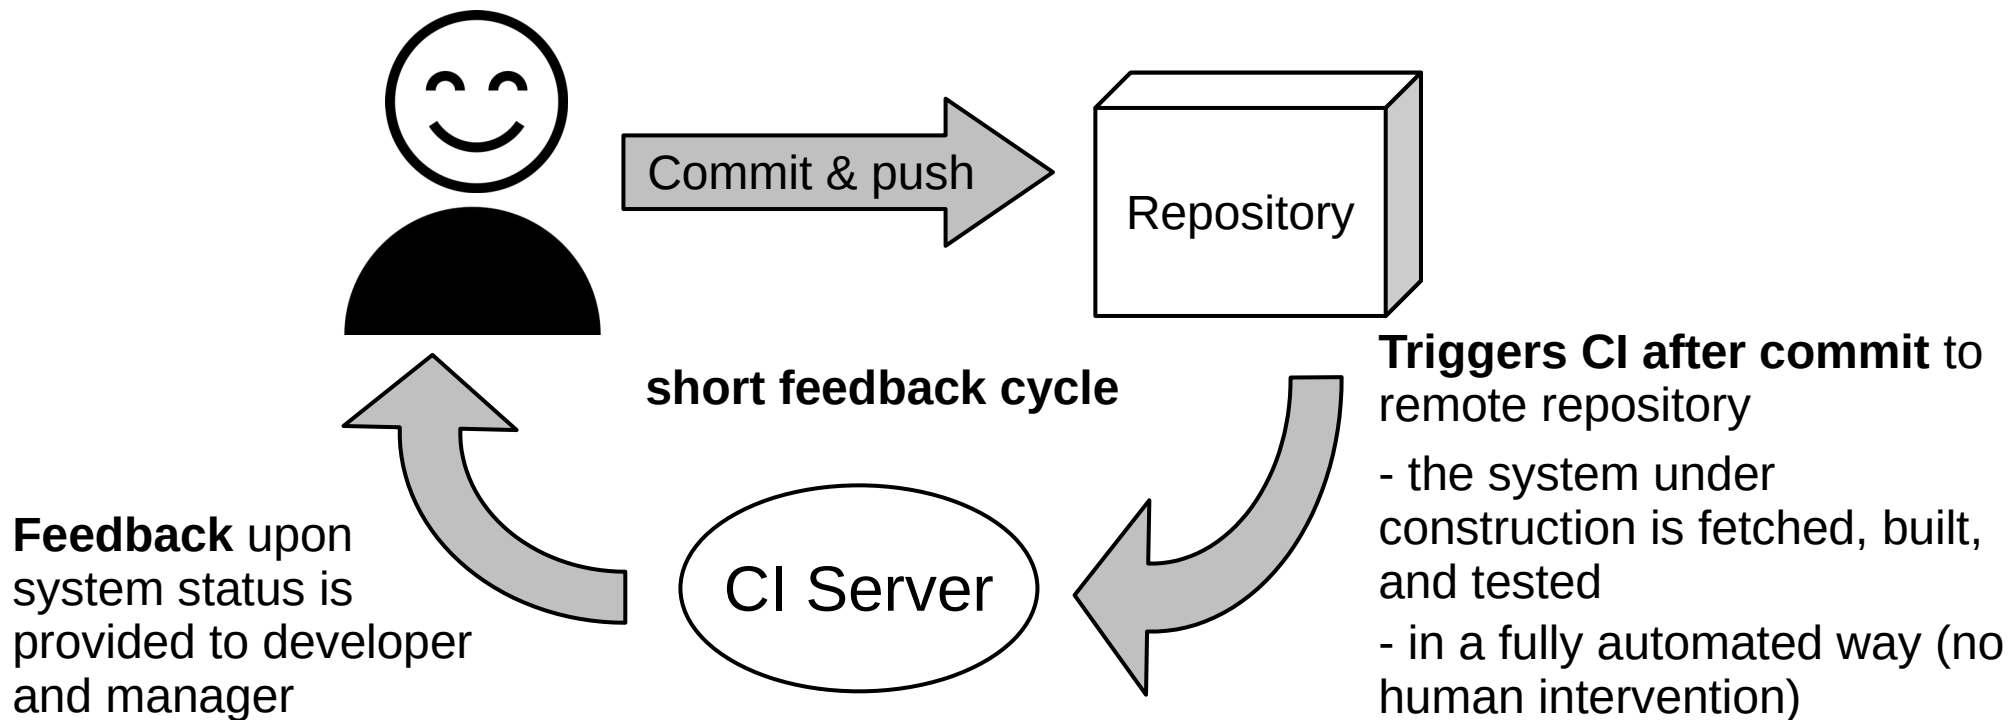 Commit & push
Repository
short feedback cycle
Triggers CI after commit to
remote repository
- the system under
construction is fetched, built,
and tested
- in a fully automated way (no
human intervention)
CI Server
Feedback upon
system status is
provided to developer
and manager